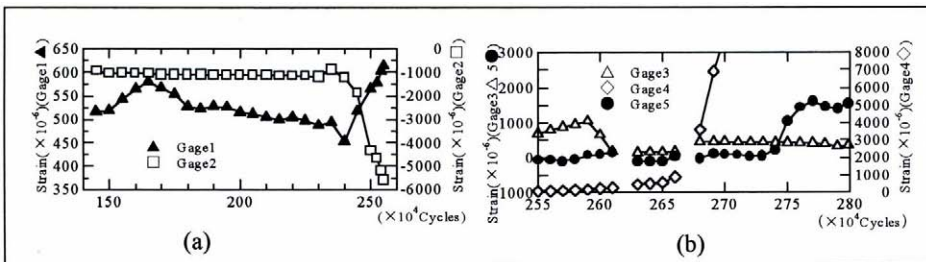 650
600
550
500
450
400
350
Strain(×10⁻⁶)(Gage1 ▲)
150
200
250
(×10⁴Cycles)
▲ Gage1
□ Gage2
0
-1000
-2000
-3000
-4000
-5000
-6000
Strain(×10⁻⁶)(Gage2 □)
(a)
3000
2000
1000
0
1000
Strain(×10⁻⁶)(Gage3 △ 5 ●)
△ Gage3
◇ Gage4
● Gage5
255
261
269
275
280
(×10⁴Cycles)
8000
7000
6000
5000
4000
3000
2000
1000
0
Strain(×10⁻⁶)(Gage4 ◇)
(b)